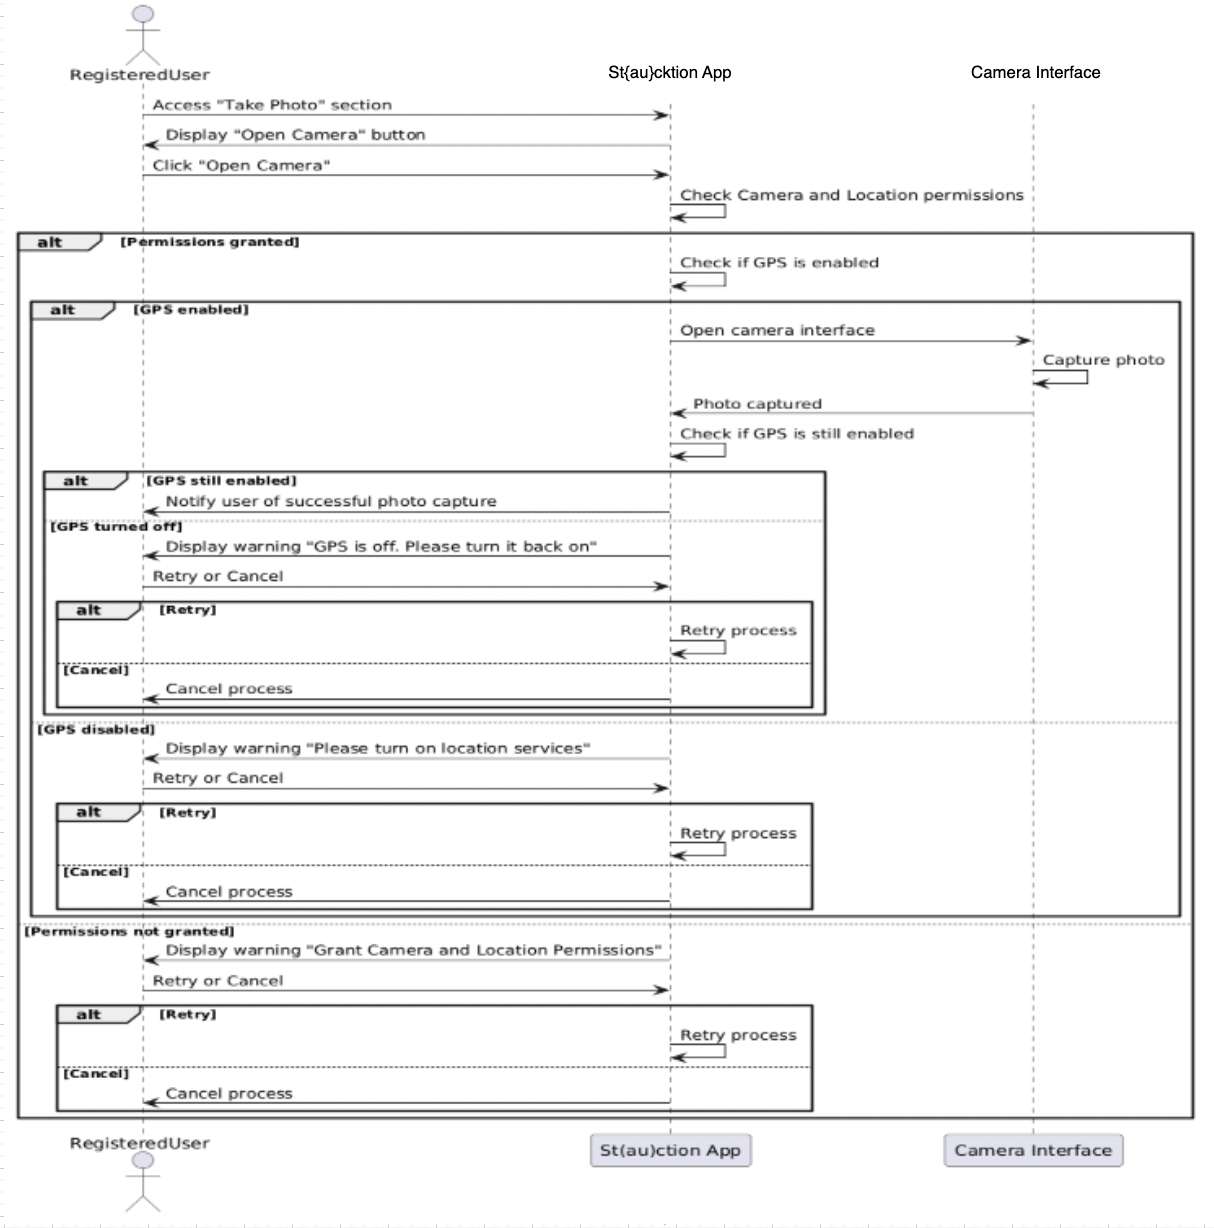 RegisteredUser
St{au}cktion App
Camera Interface
Access "Take Photo" section
Display "Open Camera" button
Click "Open Camera"
Check Camera and Location permissions
alt [Permissions granted]
Check if GPS is enabled
alt [GPS enabled]
Open camera interface
Capture photo
Photo captured
Check if GPS is still enabled
alt [GPS still enabled]
Notify user of successful photo capture
[GPS turned off]
Display warning "GPS is off. Please turn it back on"
Retry or Cancel
alt [Retry]
Retry process
[Cancel]
Cancel process
[GPS disabled]
Display warning "Please turn on location services"
Retry or Cancel
alt [Retry]
Retry process
[Cancel]
Cancel process
[Permissions not granted]
Display warning "Grant Camera and Location Permissions"
Retry or Cancel
alt [Retry]
Retry process
[Cancel]
Cancel process
RegisteredUser
St(au)ction App
Camera Interface